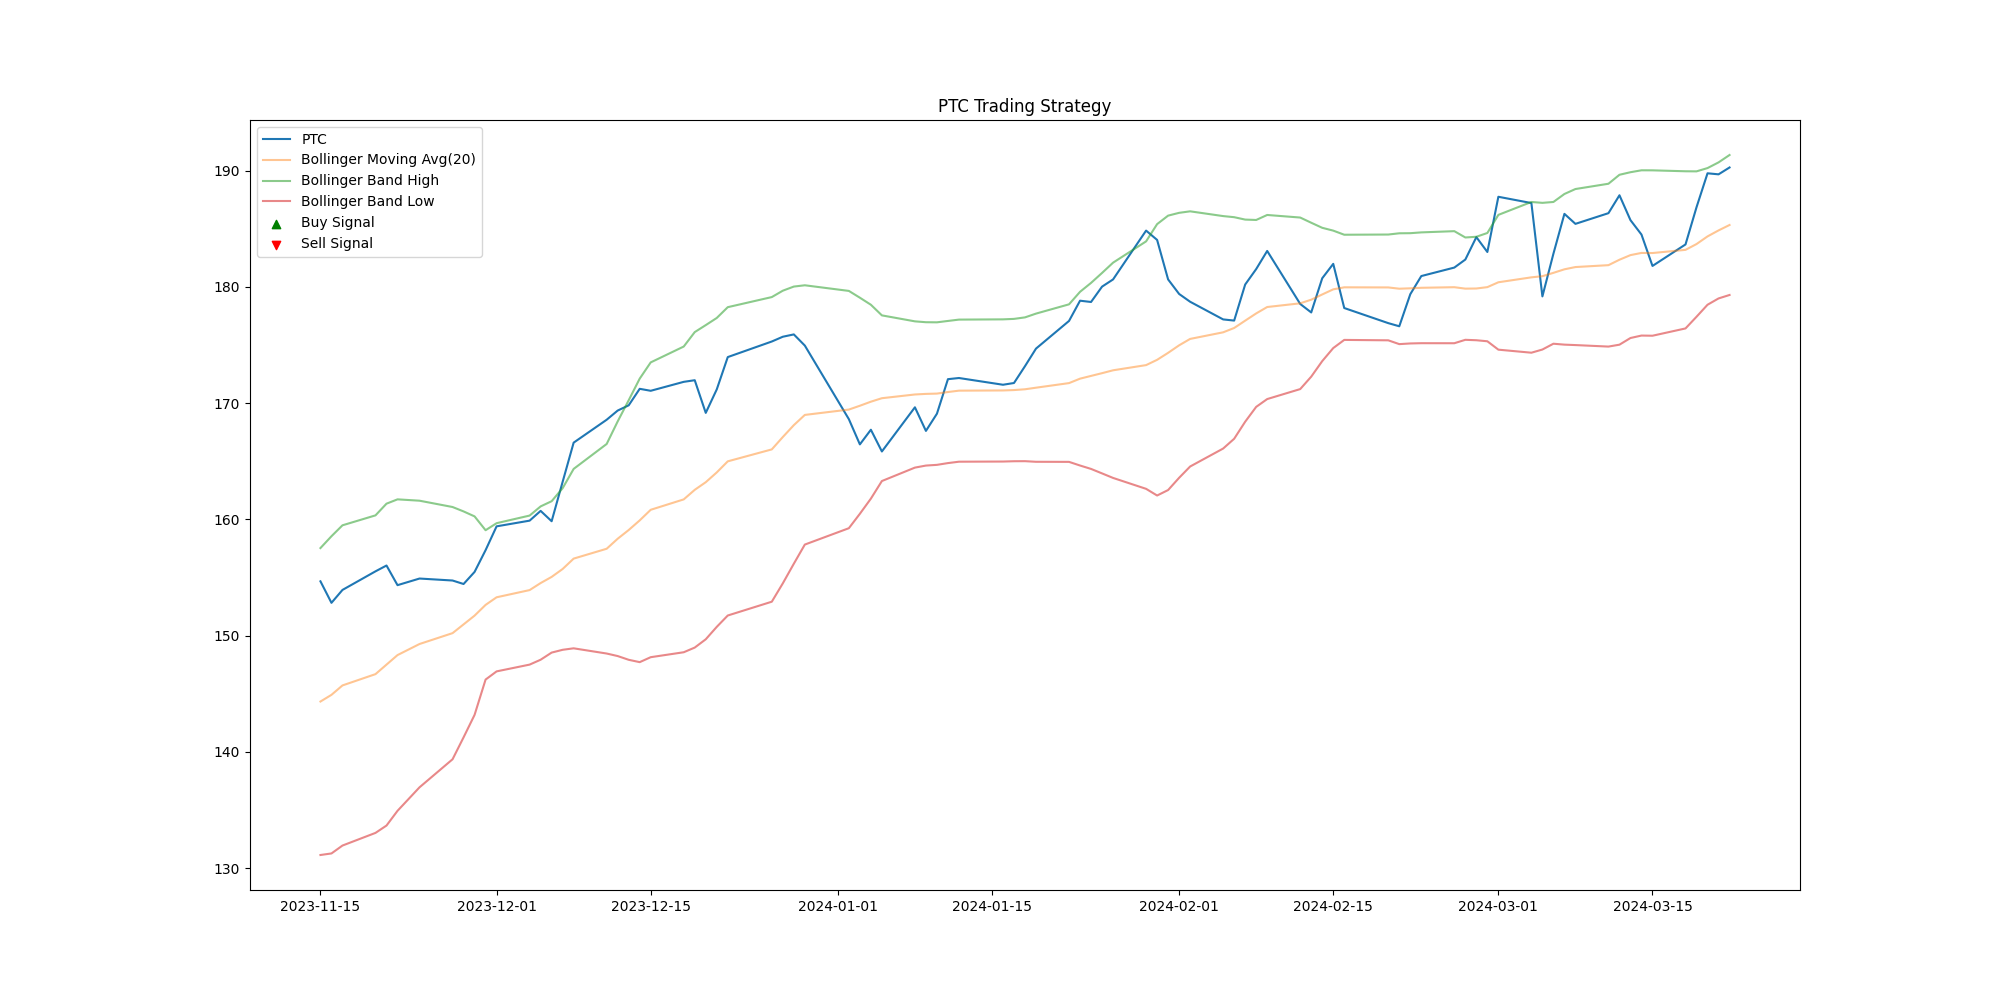 PTC Trading Strategy
PTC
Bollinger Moving Avg(20)
Bollinger Band High
Bollinger Band Low
Buy Signal
Sell Signal
190
180
170
160
150
140
130
2023-11-15 2023-12-01 2023-12-15 2024-01-01 2024-01-15 2024-02-01 2024-02-15 2024-03-01 2024-03-15